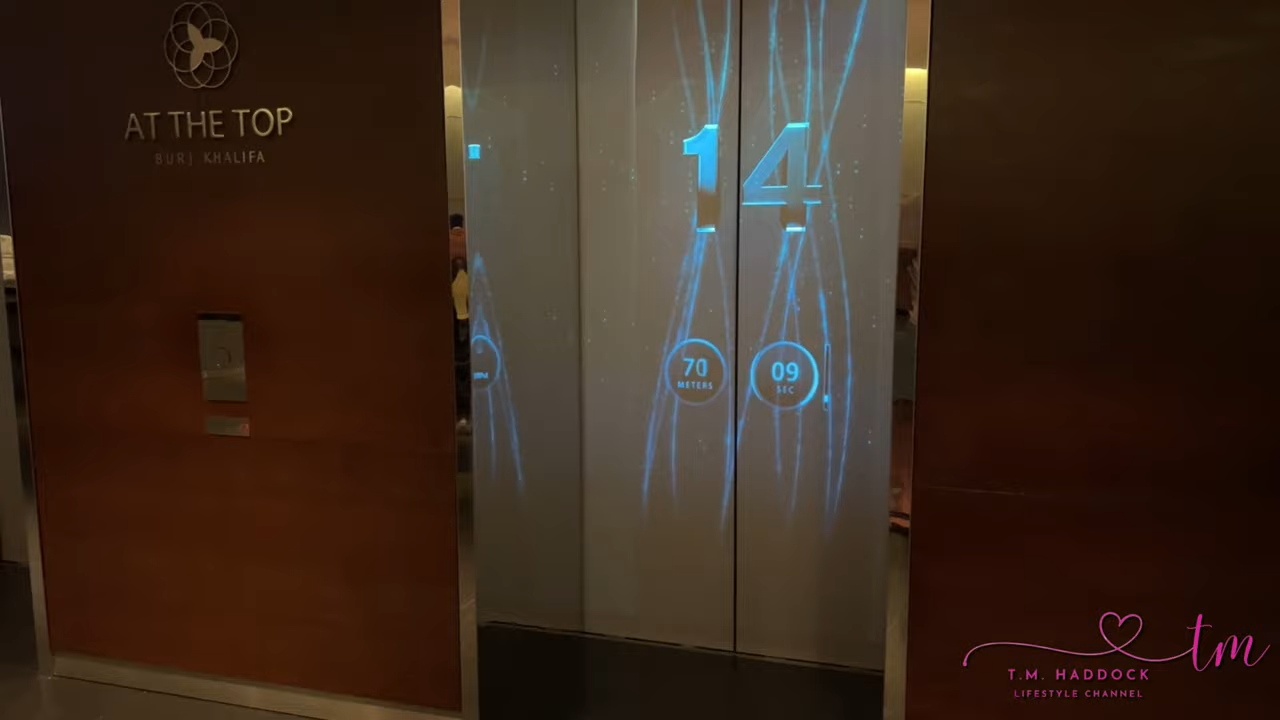 AT THE TOP
BURJ KHALIFA
14
70
METERS
09
SEC
tm
T.M. HADDOCK
LIFESTYLE CHANNEL